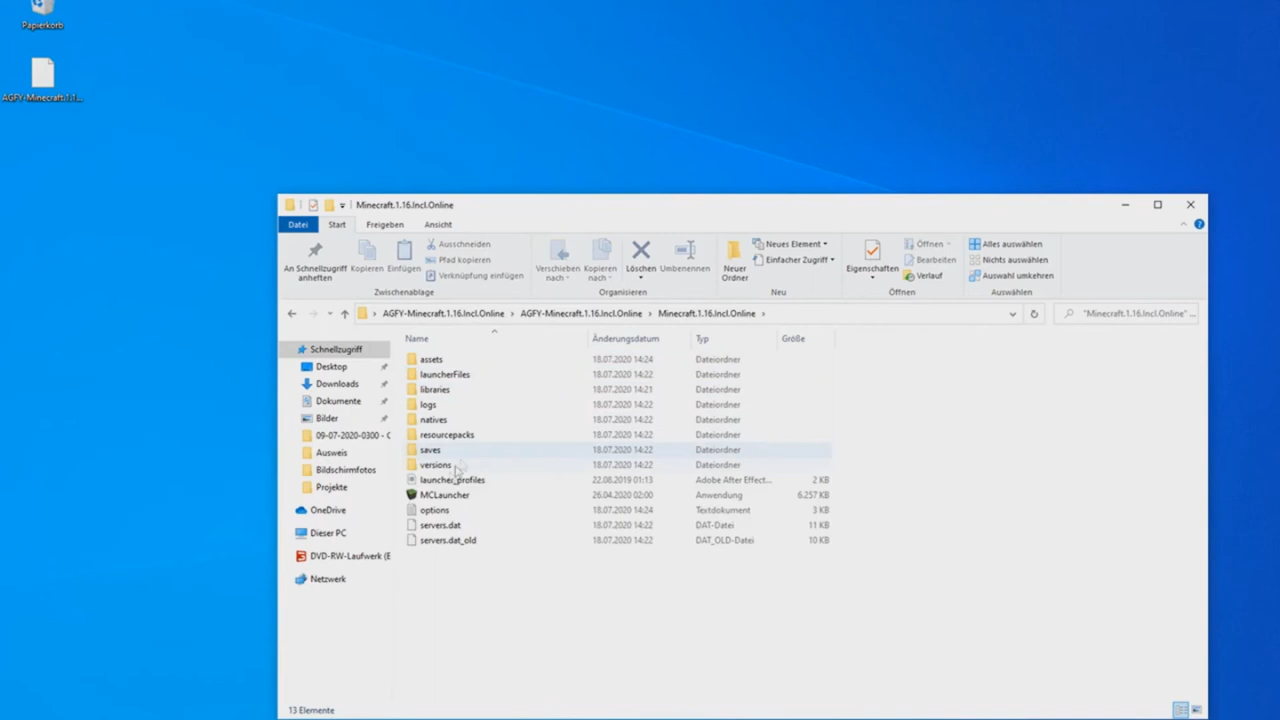 Papierkorb
AGFY-Minecraft.1.1...
Minecraft.1.16.Incl.Online
Datei Start Freigeben Ansicht
An Schnellzugriff anheften
Kopieren
Einfügen
Ausschneiden
Pfad kopieren
Verknüpfung einfügen
Zwischenablage
Verschieben nach
Kopieren nach
Löschen
Umbenennen
Organisieren
Neuer Ordner
Neues Element
Einfacher Zugriff
Neu
Eigenschaften
Öffnen
Bearbeiten
Verlauf
Öffnen
Alles auswählen
Nichts auswählen
Auswahl umkehren
Auswählen
AGFY-Minecraft.1.16.Incl.Online > AGFY-Minecraft.1.16.Incl.Online > Minecraft.1.16.Incl.Online >
"Minecraft.1.16.Incl.Online" ...
Schnellzugriff
Desktop
Downloads
Dokumente
Bilder
09-07-2020-0300 - C
Ausweis
Bildschirmfotos
Projekte
OneDrive
Dieser PC
DVD-RW-Laufwerk (E
Netzwerk
Name Änderungsdatum Typ Größe
assets 18.07.2020 14:24 Dateiordner
launcherFiles 18.07.2020 14:22 Dateiordner
libraries 18.07.2020 14:21 Dateiordner
logs 18.07.2020 14:22 Dateiordner
natives 18.07.2020 14:22 Dateiordner
resourcepacks 18.07.2020 14:22 Dateiordner
saves 18.07.2020 14:22 Dateiordner
versions 18.07.2020 14:22 Dateiordner
launcher_profiles 22.08.2019 01:13 Adobe After Effect... 2 KB
MCLauncher 26.04.2020 02:00 Anwendung 6.257 KB
options 18.07.2020 14:24 Textdokument 3 KB
servers.dat 18.07.2020 14:22 DAT-Datei 11 KB
servers.dat_old 18.07.2020 14:22 DAT_OLD-Datei 10 KB
13 Elemente